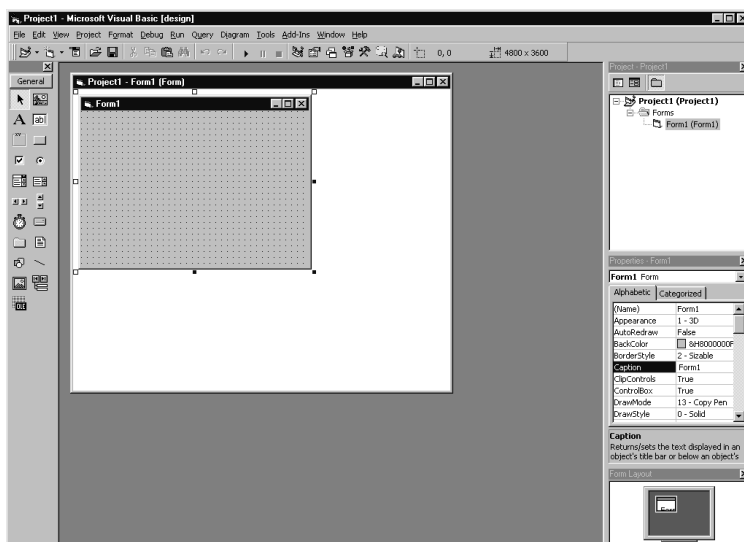 Project1 - Microsoft Visual Basic [design]
File Edit View Project Format Debug Run Query Diagram Tools Add-Ins Window Help
0, 0 4800 x 3600
General
A ab|
xv
Project1 - Form1 (Form)
Form1
Project - Project1
Project1 (Project1)
Forms
Form1 (Form1)
Properties - Form1
Form1 Form
Alphabetic Categorized
(Name) Form1
Appearance 1 - 3D
AutoRedraw False
BackColor &H8000000F
BorderStyle 2 - Sizable
Caption Form1
ClipControls True
ControlBox True
DrawMode 13 - Copy Pen
DrawStyle 0 - Solid
Caption
Returns/sets the text displayed in an
object's title bar or below an object's
Form Layout
OLE